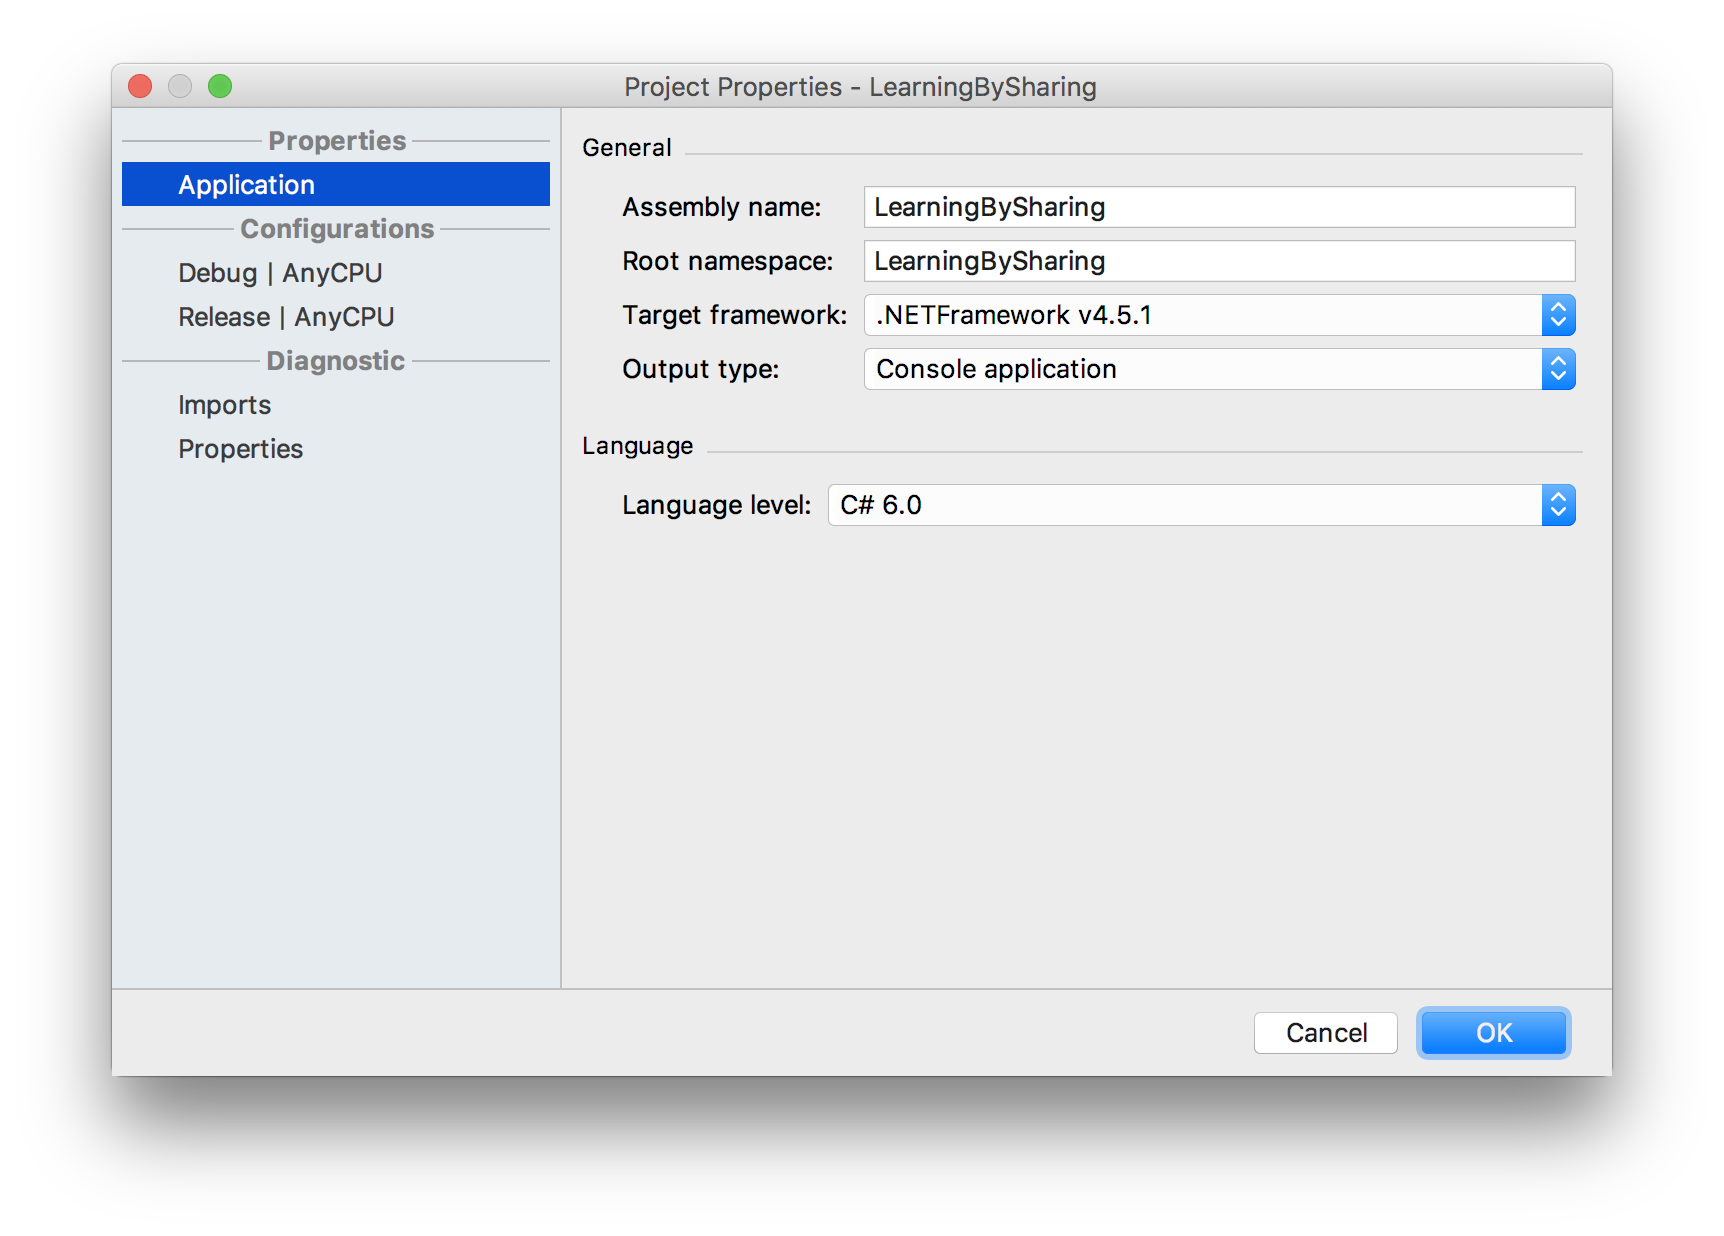 Project Properties - LearningBySharing
Properties
Application
Configurations
Debug | AnyCPU
Release | AnyCPU
Diagnostic
Imports
Properties
General
Assembly name: LearningBySharing
Root namespace: LearningBySharing
Target framework: .NETFramework v4.5.1
Output type: Console application
Language
Language level: C# 6.0
Cancel OK